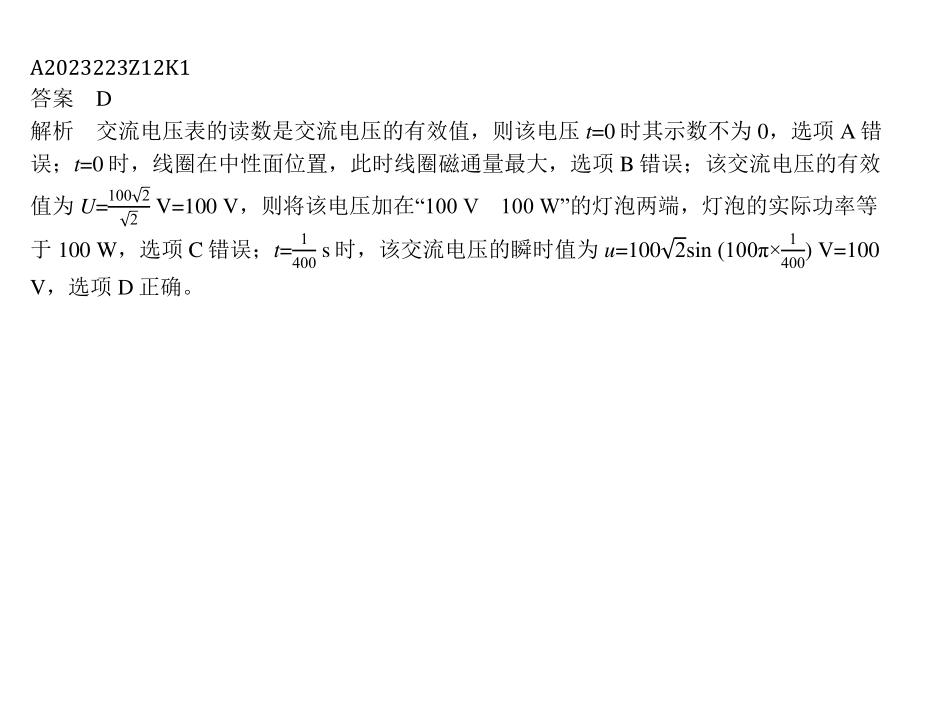 A2023223Z12K1
答案　D
解析　交流电压表的读数是交流电压的有效值，则该电压 t=0 时其示数不为 0，选项 A 错
误；t=0 时，线圈在中性面位置，此时线圈磁通量最大，选项 B 错误；该交流电压的有效
值为 U=\frac{100\sqrt{2}}{\sqrt{2}} V=100 V，则将该电压加在“100 V　100 W”的灯泡两端，灯泡的实际功率等
于 100 W，选项 C 错误；t=\frac{1}{400} s 时，该交流电压的瞬时值为 u=100\sqrt{2}sin (100π×\frac{1}{400}) V=100
V，选项 D 正确。